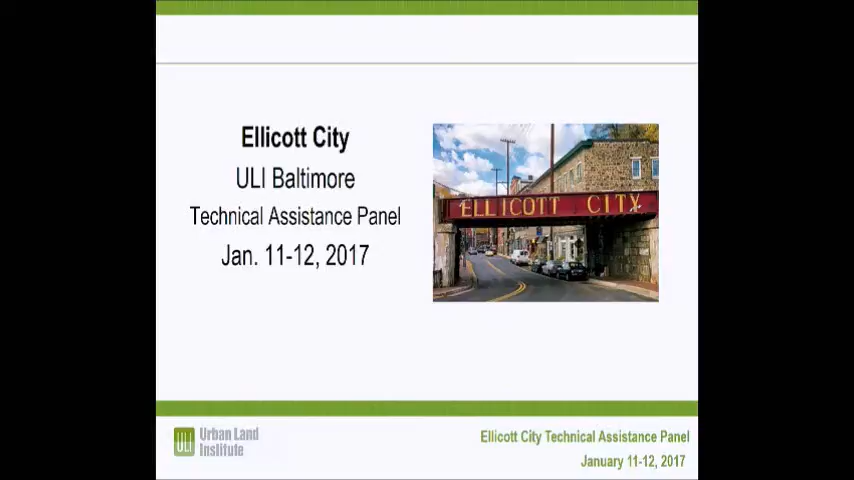 Ellicott City
ULI Baltimore
Technical Assistance Panel
Jan. 11-12, 2017
ELLICOTT CITY
ULI Urban Land
Institute
Ellicott City Technical Assistance Panel
January 11-12, 2017